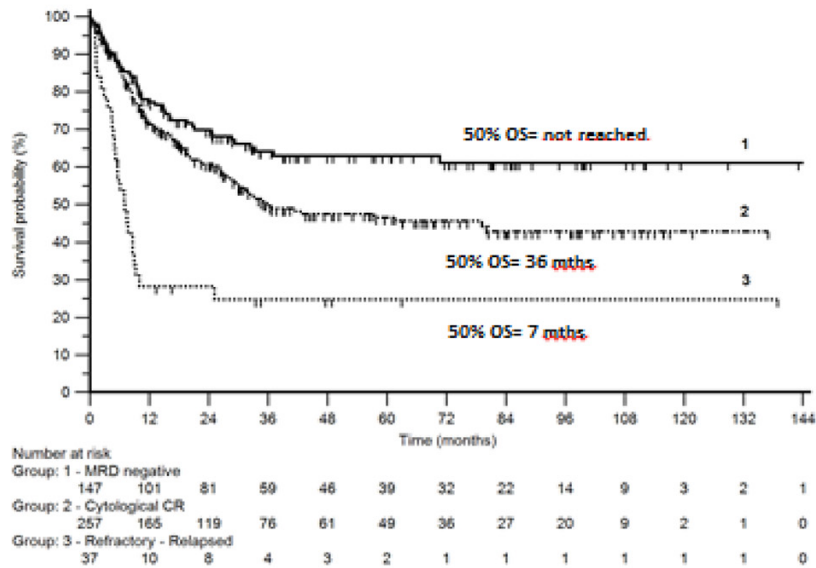 100
90
80
70
60
50
40
30
20
10
0
Survival probability (%)
50% OS= not reached
1
2
50% OS= 36 mths
3
50% OS= 7 mths
0 12 24 36 48 60 72 84 96 108 120 132 144
Time (months)
Number at risk
Group: 1 - MRD negative
147 101 81 59 46 39 32 22 14 9 3 2 1
Group: 2 - Cytological CR
257 165 119 76 61 49 36 27 20 9 2 1 0
Group: 3 - Refractory - Relapsed
37 10 8 4 3 2 1 1 1 1 1 1 0